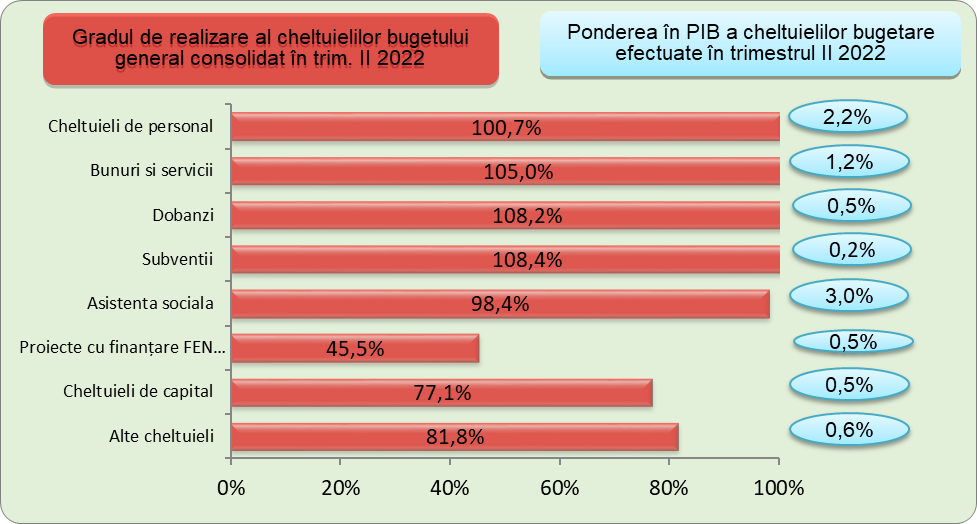 Gradul de realizare al cheltuielilor bugetului
general consolidat în trim. II 2022
Ponderea în PIB a cheltuielilor bugetare
efectuate în trimestrul II 2022
Cheltuieli de personal 100,7% 2,2%
Bunuri si servicii 105,0% 1,2%
Dobanzi 108,2% 0,5%
Subventii 108,4% 0,2%
Asistenta sociala 98,4% 3,0%
Proiecte cu finanțare FEN... 45,5% 0,5%
Cheltuieli de capital 77,1% 0,5%
Alte cheltuieli 81,8% 0,6%
0% 20% 40% 60% 80% 100%